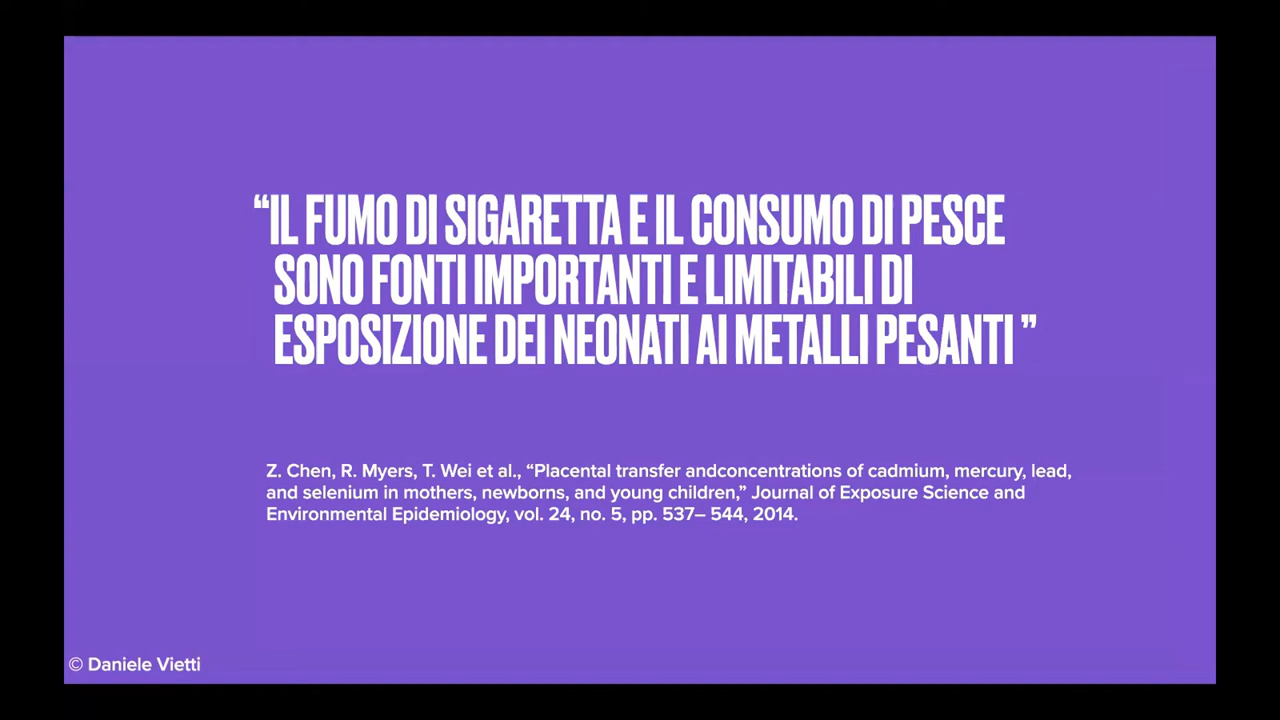 “IL FUMO DI SIGARETTA E IL CONSUMO DI PESCE
SONO FONTI IMPORTANTI E LIMITABILI DI
ESPOSIZIONE DEI NEONATI AI METALLI PESANTI ”
Z. Chen, R. Myers, T. Wei et al., “Placental transfer andconcentrations of cadmium, mercury, lead,
and selenium in mothers, newborns, and young children,” Journal of Exposure Science and
Environmental Epidemiology, vol. 24, no. 5, pp. 537– 544, 2014.
© Daniele Vietti